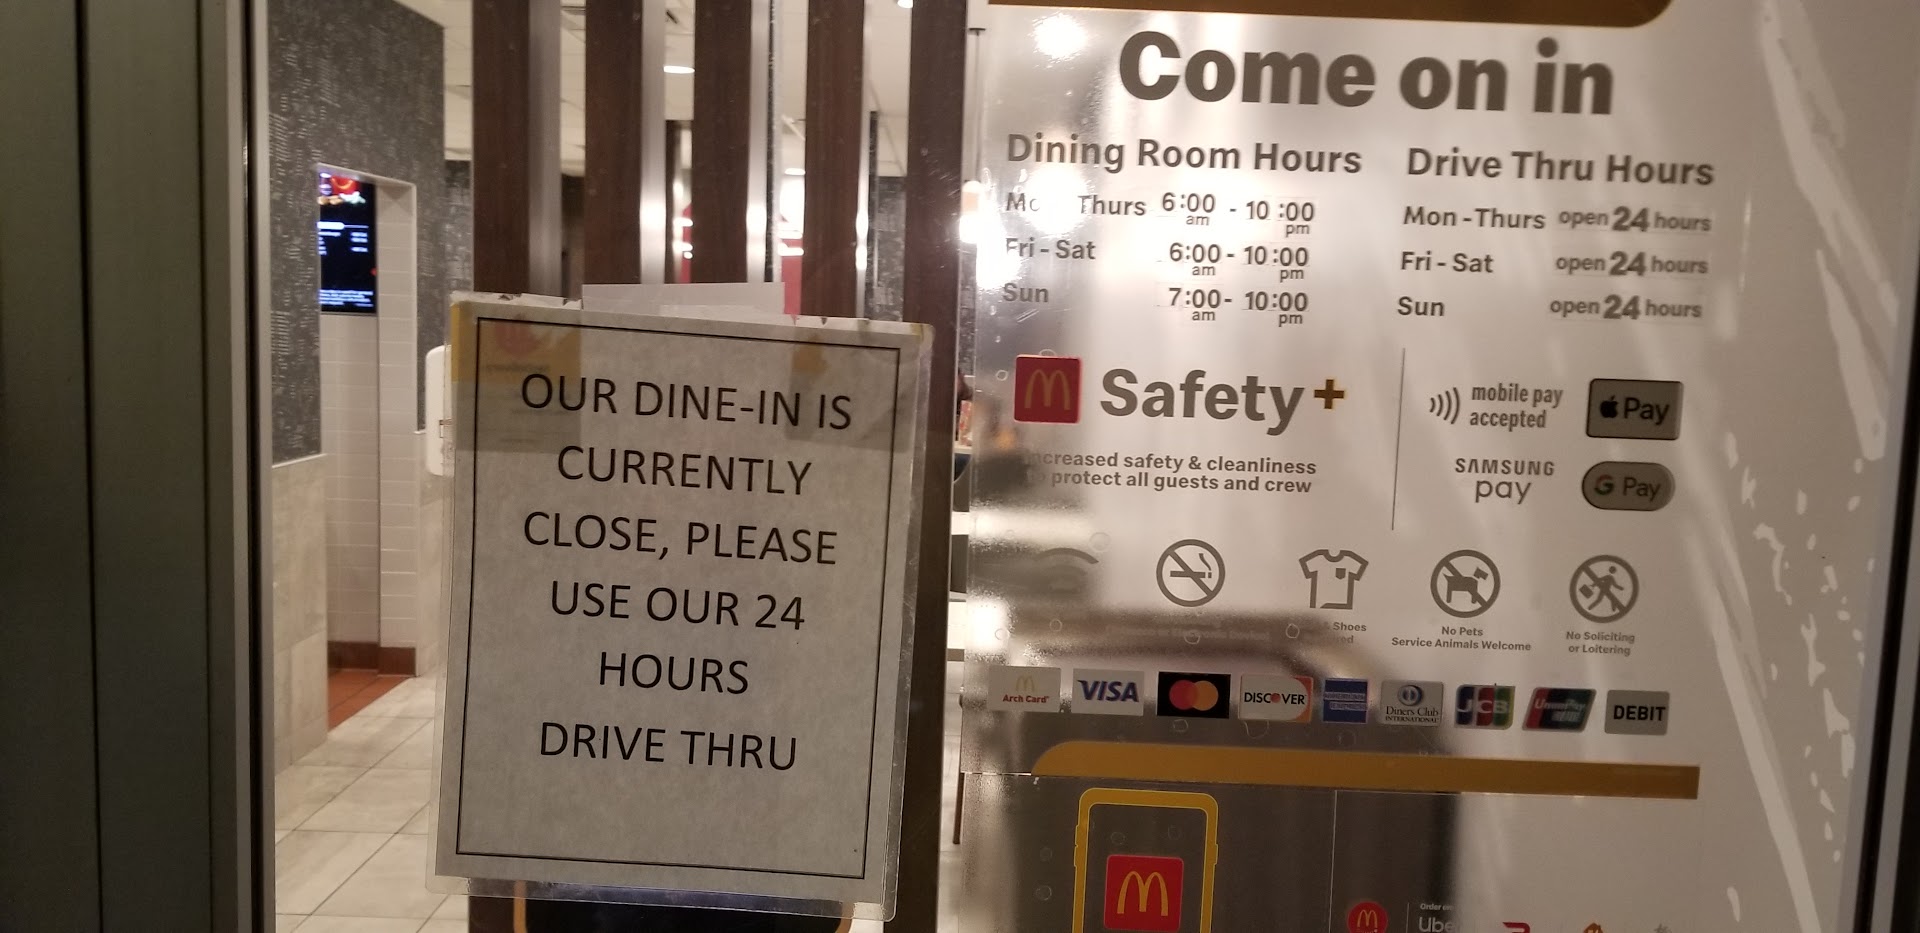 OUR DINE-IN IS
CURRENTLY
CLOSE, PLEASE
USE OUR 24
HOURS
DRIVE THRU
Come on in
Dining Room Hours
Thurs 6:00 am - 10:00 pm
Fri - Sat 6:00 am - 10:00 pm
Sun 7:00 am - 10:00 pm
Drive Thru Hours
Mon - Thurs open 24 hours
Fri - Sat open 24 hours
Sun open 24 hours
Safety+
safety & cleanliness
protect all guests and crew
mobile pay
accepted
Pay
SAMSUNG
pay
G Pay
Shoes
No Pets
Service Animals Welcome
No Soliciting
or Loitering
Arch Card
VISA
DISCOVER
Diners Club
INTERNATIONAL
JCB
UnionPay
DEBIT